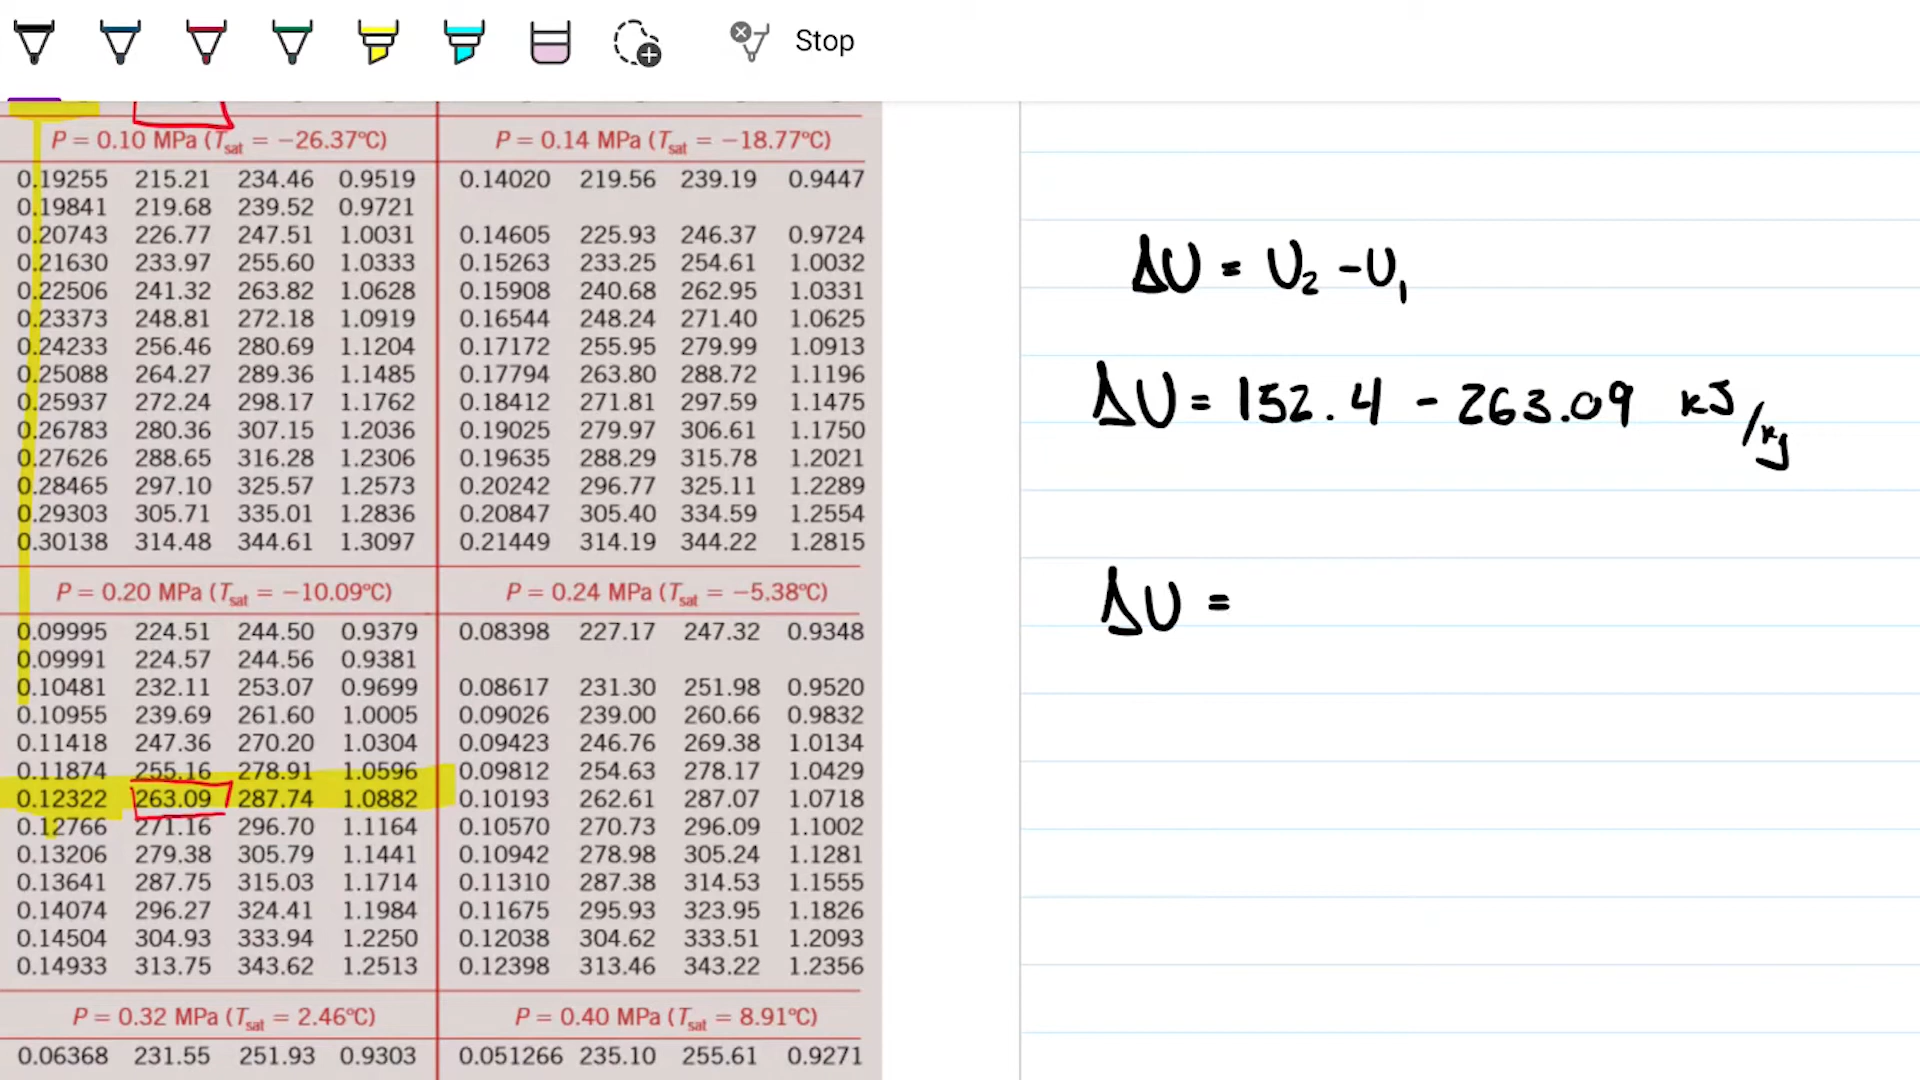 Stop
P = 0.10 MPa (Tsat = −26.37°C) P = 0.14 MPa (Tsat = −18.77°C)
0.19255 215.21 234.46 0.9519 0.14020 219.56 239.19 0.9447
0.19841 219.68 239.52 0.9721
0.20743 226.77 247.51 1.0031 0.14605 225.93 246.37 0.9724
0.21630 233.97 255.60 1.0333 0.15263 233.25 254.61 1.0032
0.22506 241.32 263.82 1.0628 0.15908 240.68 262.95 1.0331
0.23373 248.81 272.18 1.0919 0.16544 248.24 271.40 1.0625
0.24233 256.46 280.69 1.1204 0.17172 255.95 279.99 1.0913
0.25088 264.27 289.36 1.1485 0.17794 263.80 288.72 1.1196
0.25937 272.24 298.17 1.1762 0.18412 271.81 297.59 1.1475
0.26783 280.36 307.15 1.2036 0.19025 279.97 306.61 1.1750
0.27626 288.65 316.28 1.2306 0.19635 288.29 315.78 1.2021
0.28465 297.10 325.57 1.2573 0.20242 296.77 325.11 1.2289
0.29303 305.71 335.01 1.2836 0.20847 305.40 334.59 1.2554
0.30138 314.48 344.61 1.3097 0.21449 314.19 344.22 1.2815
P = 0.20 MPa (Tsat = −10.09°C) P = 0.24 MPa (Tsat = −5.38°C)
0.09995 224.51 244.50 0.9379 0.08398 227.17 247.32 0.9348
0.09991 224.57 244.56 0.9381
0.10481 232.11 253.07 0.9699 0.08617 231.30 251.98 0.9520
0.10955 239.69 261.60 1.0005 0.09026 239.00 260.66 0.9832
0.11418 247.36 270.20 1.0304 0.09423 246.76 269.38 1.0134
0.11874 255.16 278.91 1.0596 0.09812 254.63 278.17 1.0429
0.12322 263.09 287.74 1.0882 0.10193 262.61 287.07 1.0718
0.12766 271.16 296.70 1.1164 0.10570 270.73 296.09 1.1002
0.13206 279.38 305.79 1.1441 0.10942 278.98 305.24 1.1281
0.13641 287.75 315.03 1.1714 0.11310 287.38 314.53 1.1555
0.14074 296.27 324.41 1.1984 0.11675 295.93 323.95 1.1826
0.14504 304.93 333.94 1.2250 0.12038 304.62 333.51 1.2093
0.14933 313.75 343.62 1.2513 0.12398 313.46 343.22 1.2356
P = 0.32 MPa (Tsat = 2.46°C) P = 0.40 MPa (Tsat = 8.91°C)
0.06368 231.55 251.93 0.9303 0.051266 235.10 255.61 0.9271
ΔU = U₂ - U₁
ΔU = 152.4 - 263.09 kJ/kg
ΔU =